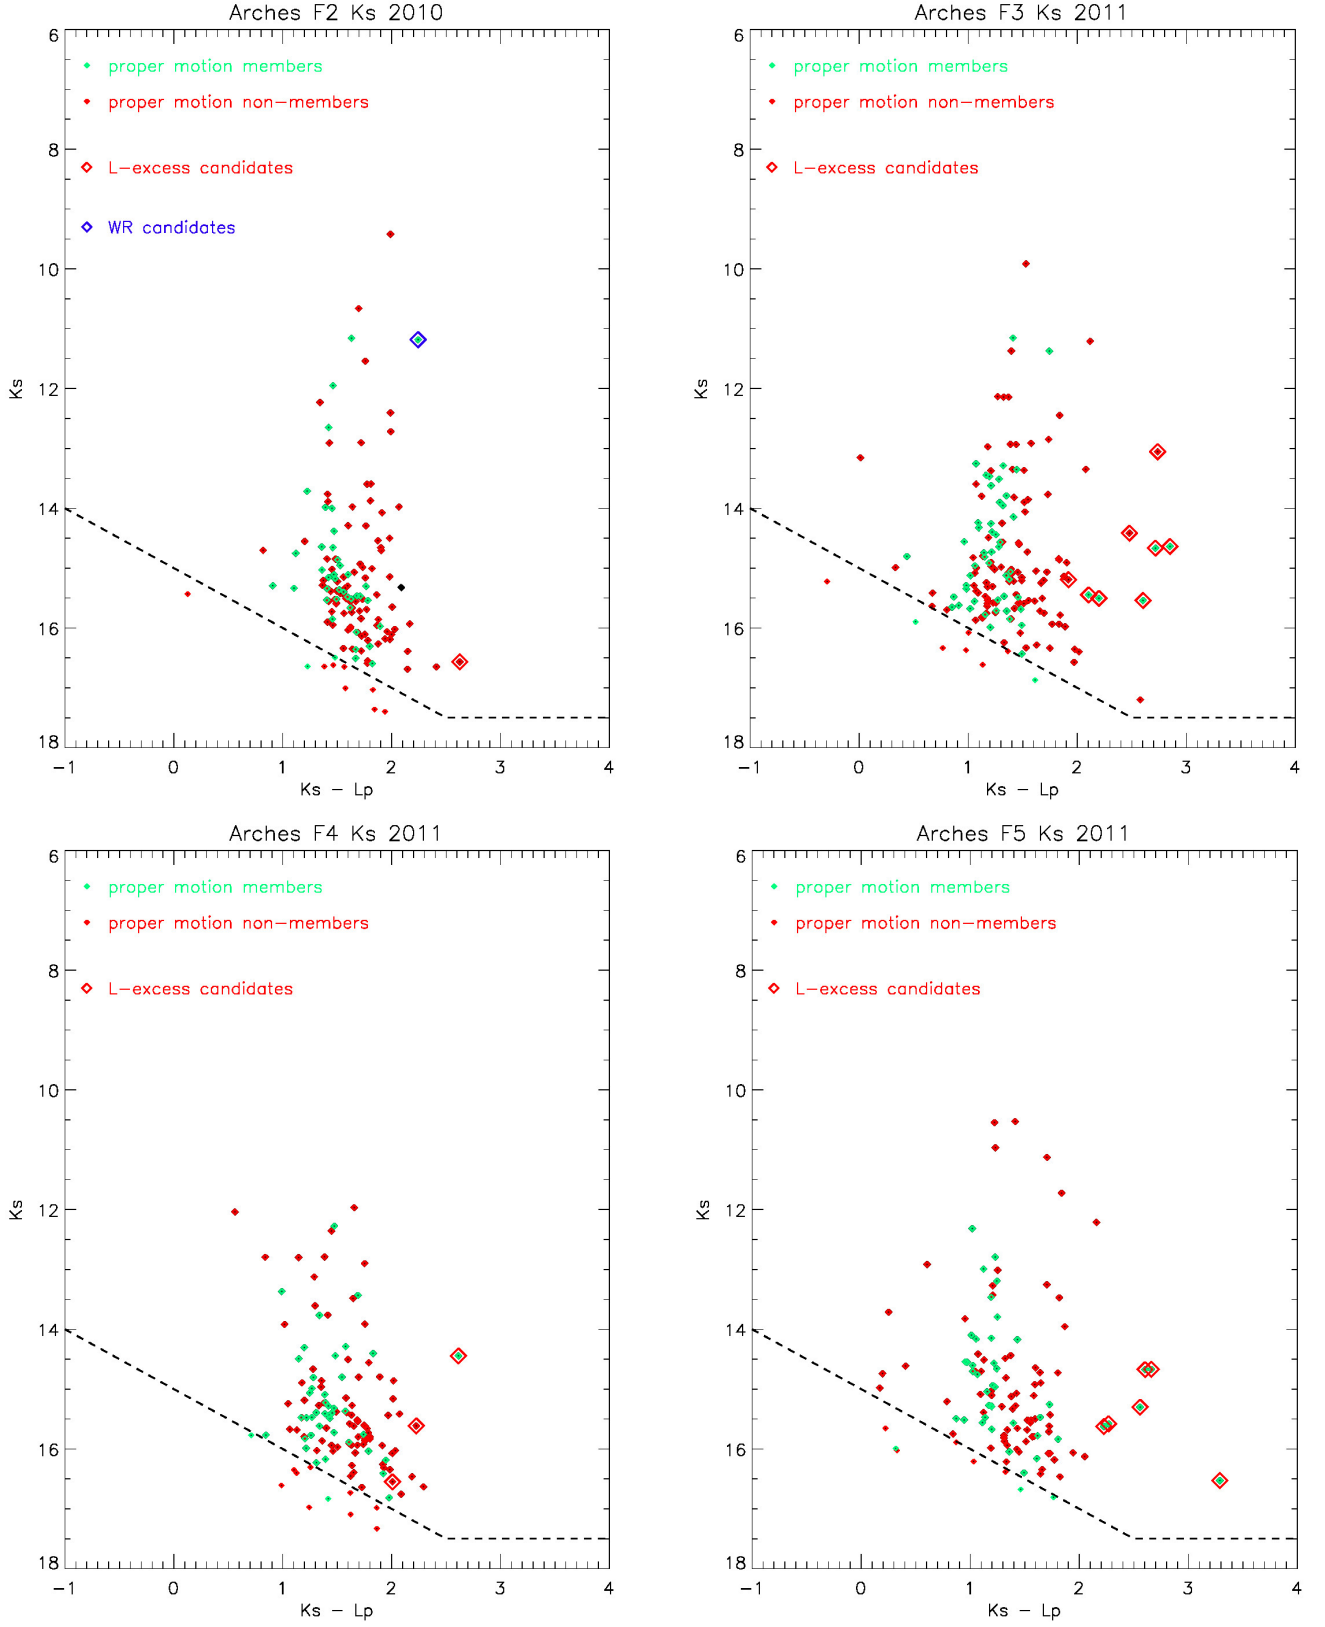 Arches F2 Ks 2010
proper motion members
proper motion non-members
L-excess candidates
WR candidates
6
8
10
12
14
16
18
Ks
-1 0 1 2 3 4
Ks - Lp
Arches F3 Ks 2011
proper motion members
proper motion non-members
L-excess candidates
6
8
10
12
14
16
18
Ks
-1 0 1 2 3 4
Ks - Lp
Arches F4 Ks 2011
proper motion members
proper motion non-members
L-excess candidates
6
8
10
12
14
16
18
Ks
-1 0 1 2 3 4
Ks - Lp
Arches F5 Ks 2011
proper motion members
proper motion non-members
L-excess candidates
6
8
10
12
14
16
18
Ks
-1 0 1 2 3 4
Ks - Lp